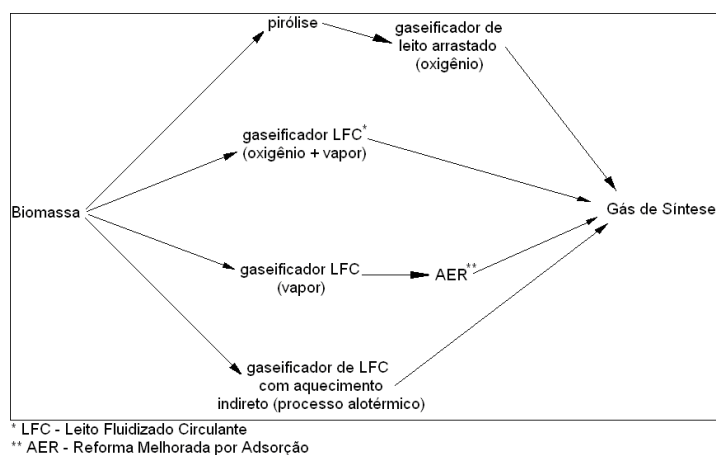 pirólise
gaseificador de
leito arrastado
(oxigênio)
gaseificador LFC*
(oxigênio + vapor)
Biomassa
Gás de Síntese
gaseificador LFC
(vapor)
AER**
gaseificador de LFC
com aquecimento
indireto (processo alotérmico)
* LFC - Leito Fluidizado Circulante
** AER - Reforma Melhorada por Adsorção